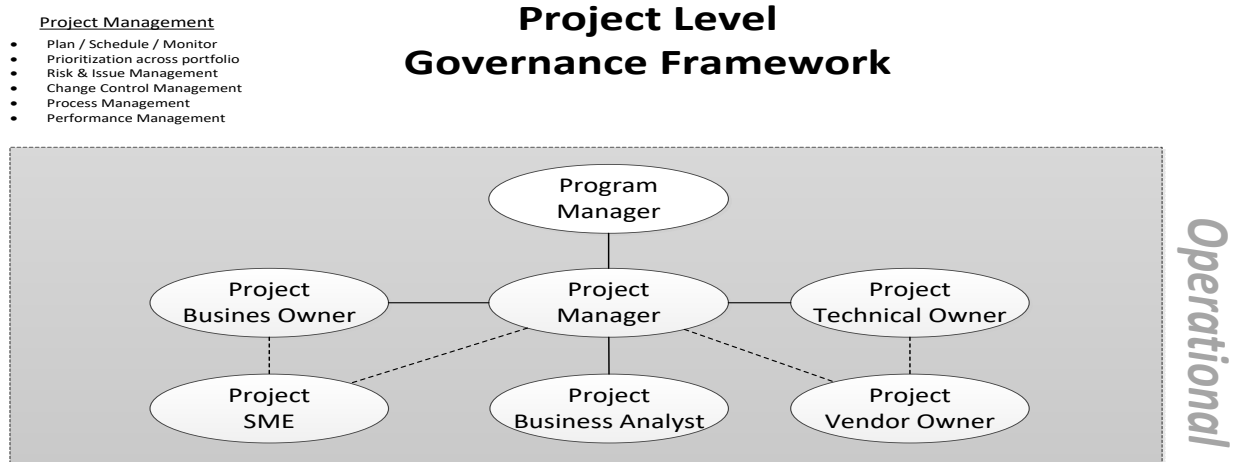 Project Level
Governance Framework
Project Management
• Plan / Schedule / Monitor
• Prioritization across portfolio
• Risk & Issue Management
• Change Control Management
• Process Management
• Performance Management
Program
Manager
Project
Busines Owner
Project
Manager
Project
Technical Owner
Project
SME
Project
Business Analyst
Project
Vendor Owner
Operational